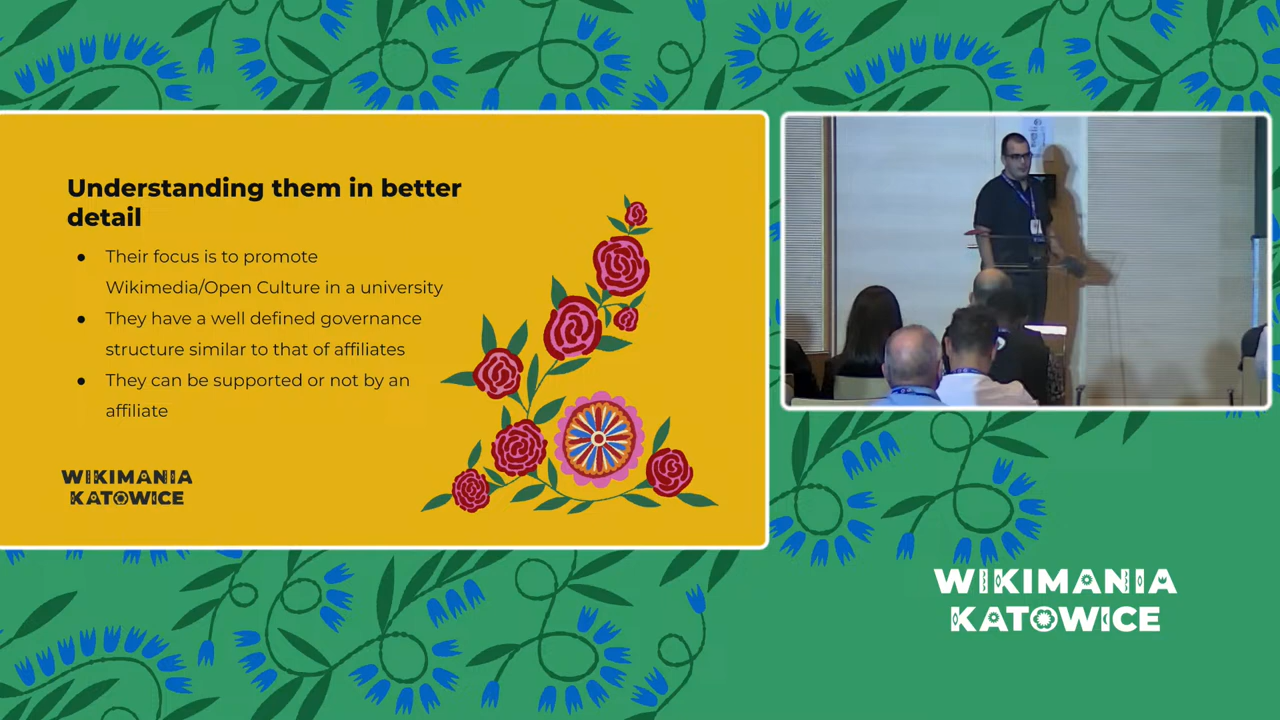 Understanding them in better
detail
● Their focus is to promote
Wikimedia/Open Culture in a university
● They have a well defined governance
structure similar to that of affiliates
● They can be supported or not by an
affiliate
WIKIMANIA
KATOWICE
WIKIMANIA
KATOWICE